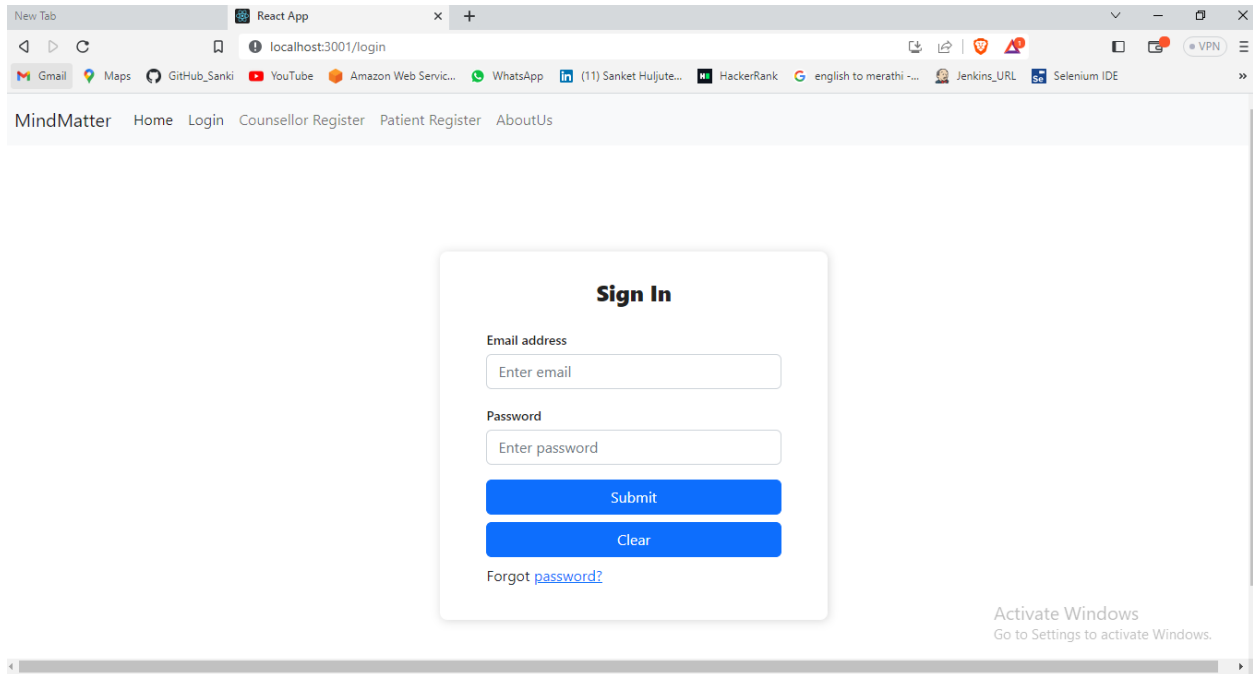 New Tab
React App
localhost:3001/login
VPN
Gmail Maps GitHub_Sanki YouTube Amazon Web Servic... WhatsApp (11) Sanket Huljute... HackerRank english to merathi -... Jenkins_URL Selenium IDE
MindMatter Home Login Counsellor Register Patient Register AboutUs
Sign In
Email address
Enter email
Password
Enter password
Submit
Clear
Forgot password?
Activate Windows
Go to Settings to activate Windows.